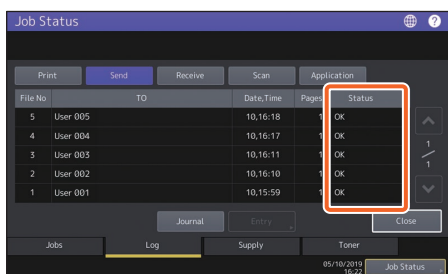 Job Status
?
Print Send Receive Scan Application
File No TO Date,Time Pages Status
5 User 005 10,16:18 1 OK
4 User 004 10,16:17 1 OK
3 User 003 10,16:11 1 OK
2 User 002 10,16:10 1 OK
1 User 001 10,15:59 1 OK
1
1
Journal Entry Close
Jobs Log Supply Toner
05/10/2019
16:22
Job Status